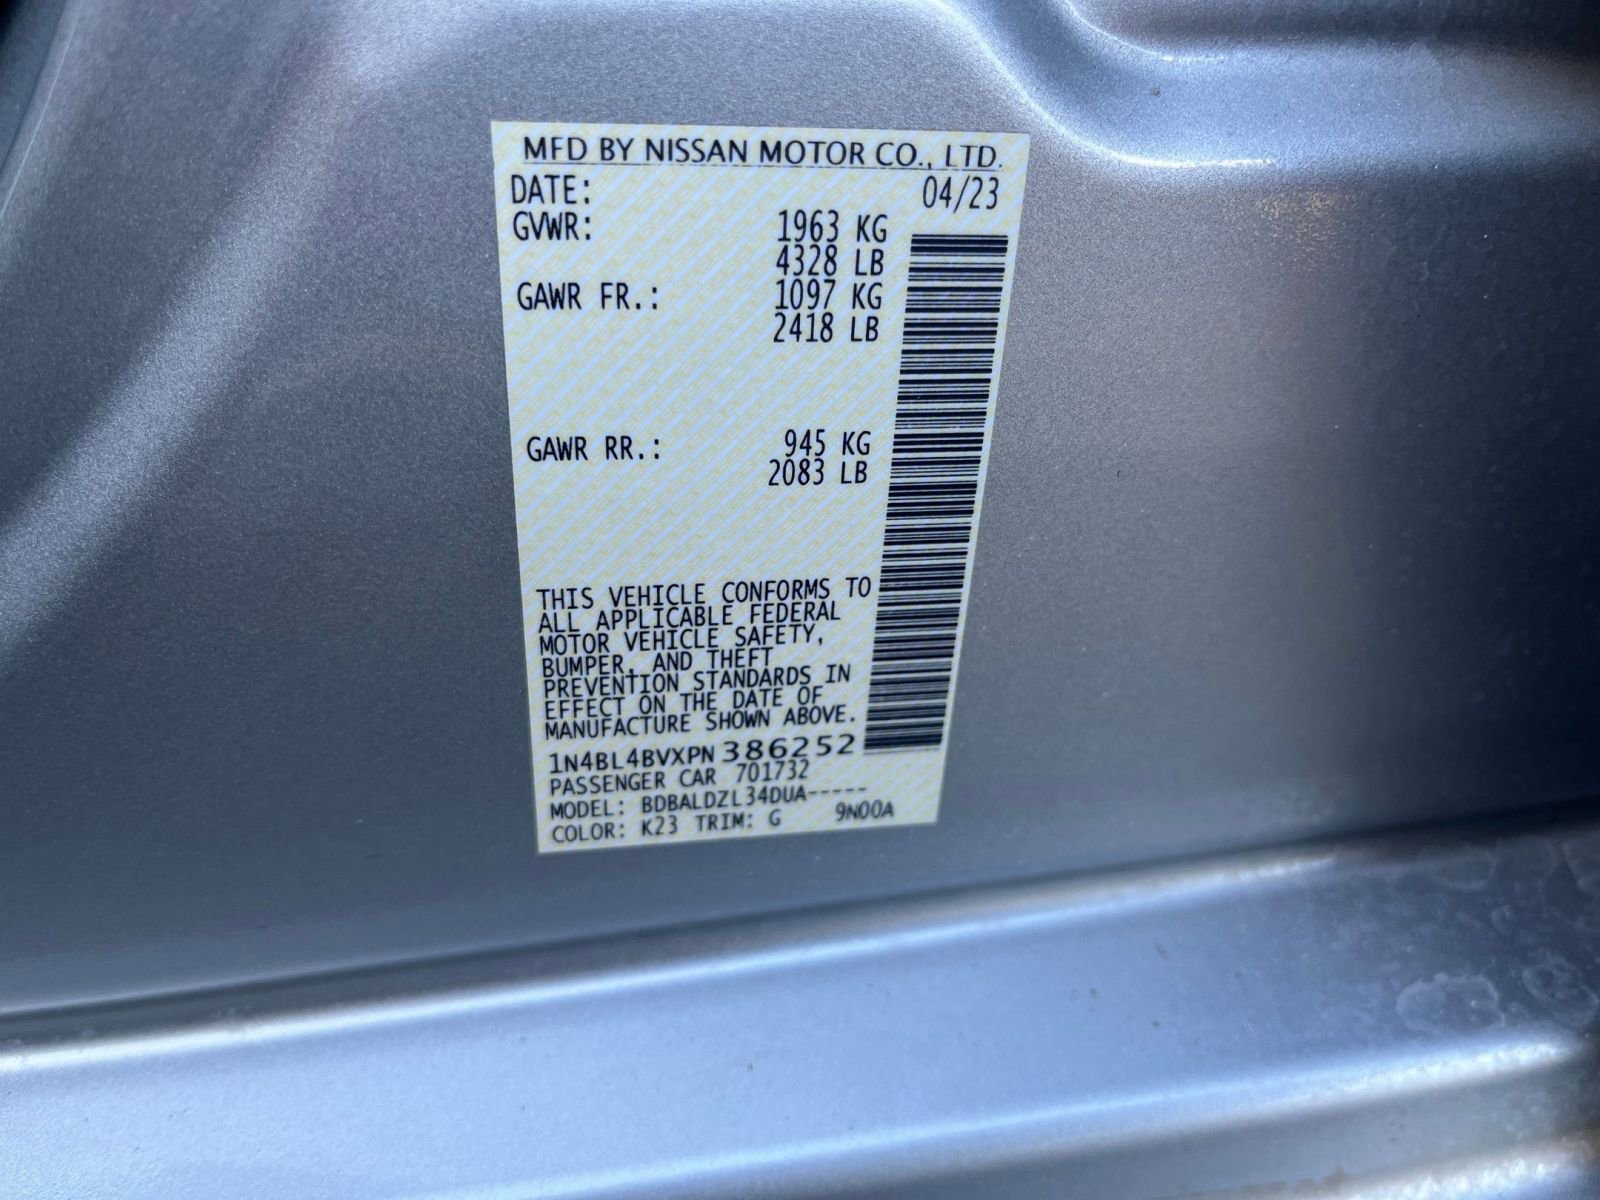 MFD BY NISSAN MOTOR CO., LTD.
DATE: 04/23
GVWR: 1963 KG
4328 LB
GAWR FR.: 1097 KG
2418 LB
GAWR RR.: 945 KG
2083 LB
THIS VEHICLE CONFORMS TO
ALL APPLICABLE FEDERAL
MOTOR VEHICLE SAFETY,
BUMPER, AND THEFT
PREVENTION STANDARDS IN
EFFECT ON THE DATE OF
MANUFACTURE SHOWN ABOVE.
1N4BL4BVXPN386252
PASSENGER CAR 701732
MODEL: BDBALDZL34DUA-----
COLOR: K23 TRIM: G 9N00A